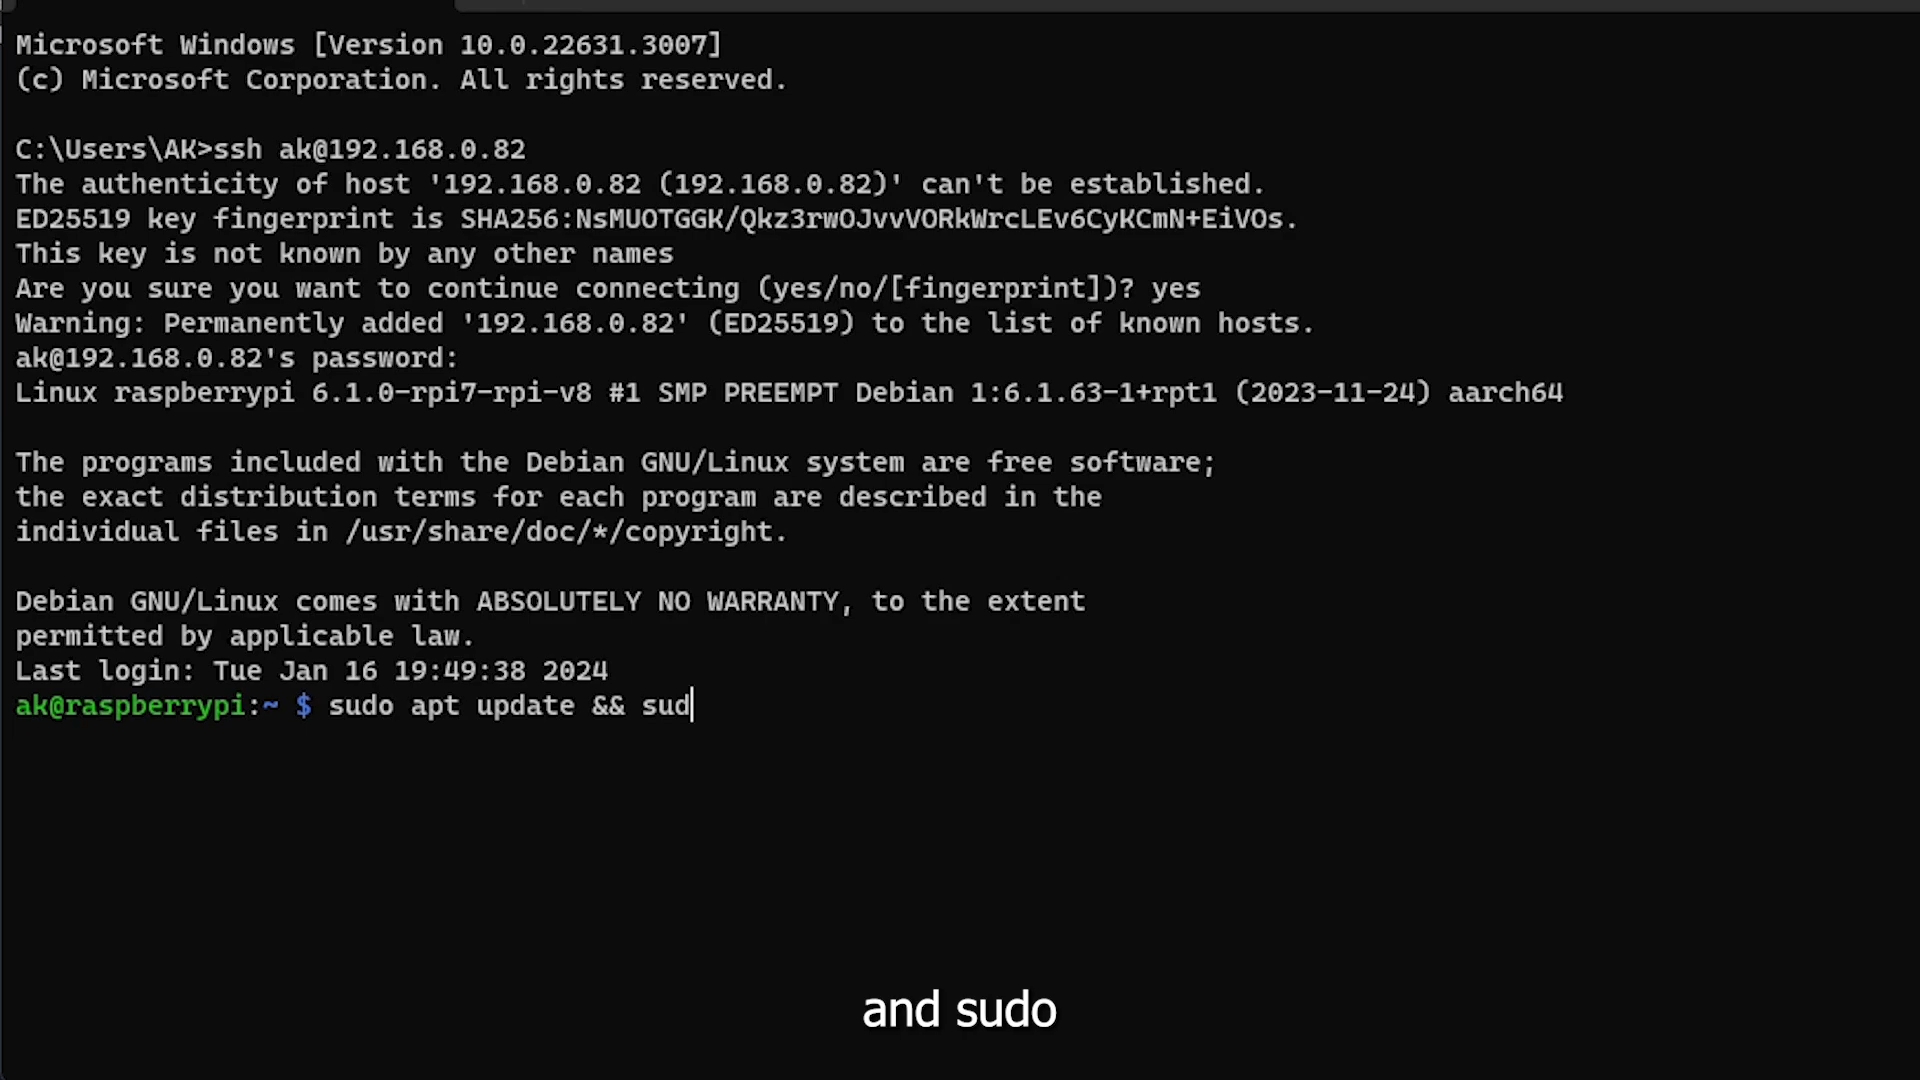 Microsoft Windows [Version 10.0.22631.3007]
(c) Microsoft Corporation. All rights reserved.
C:\Users\AK>ssh ak@192.168.0.82
The authenticity of host '192.168.0.82 (192.168.0.82)' can't be established.
ED25519 key fingerprint is SHA256:NsMUOTGGK/Qkz3rwOJvvVORkWrcLEv6CyKCmN+EiVOs.
This key is not known by any other names
Are you sure you want to continue connecting (yes/no/[fingerprint])? yes
Warning: Permanently added '192.168.0.82' (ED25519) to the list of known hosts.
ak@192.168.0.82's password:
Linux raspberrypi 6.1.0-rpi7-rpi-v8 #1 SMP PREEMPT Debian 1:6.1.63-1+rpt1 (2023-11-24) aarch64
The programs included with the Debian GNU/Linux system are free software;
the exact distribution terms for each program are described in the
individual files in /usr/share/doc/*/copyright.
Debian GNU/Linux comes with ABSOLUTELY NO WARRANTY, to the extent
permitted by applicable law.
Last login: Tue Jan 16 19:49:38 2024
ak@raspberrypi:~ $ sudo apt update && sud
and sudo